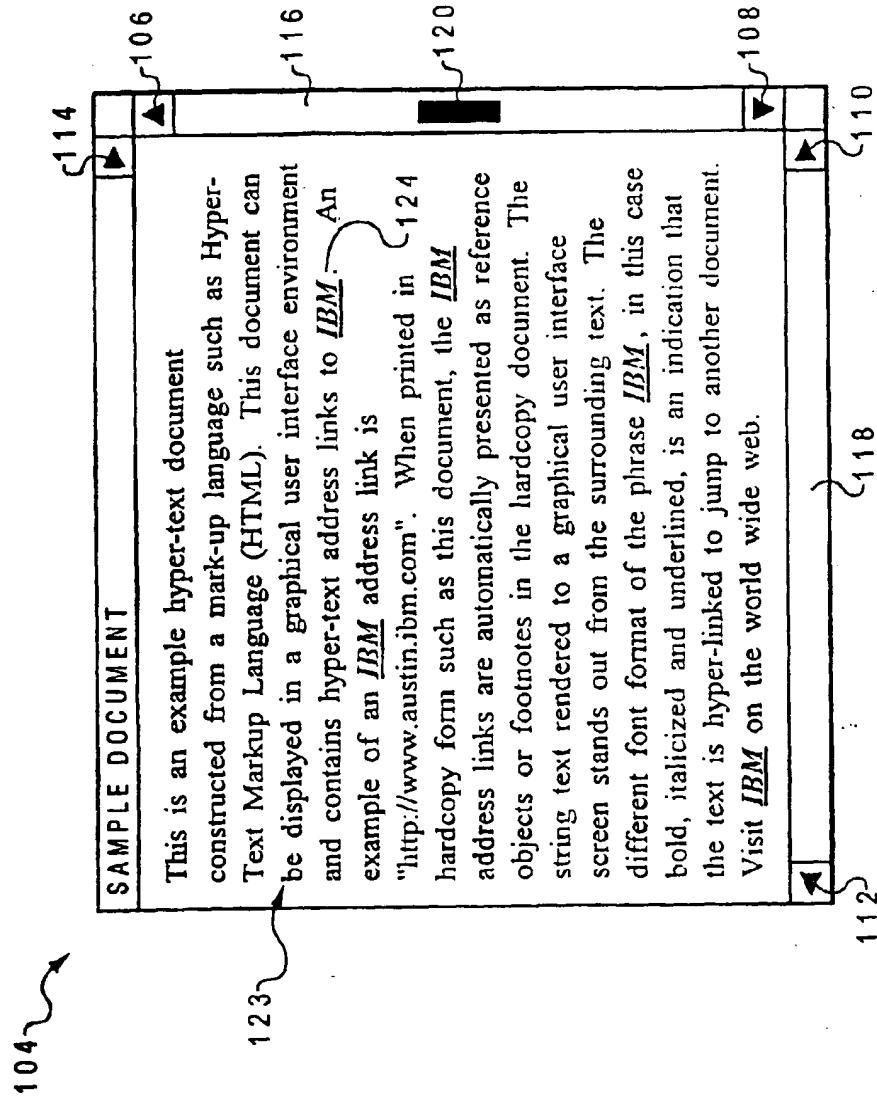 104
114
SAMPLE DOCUMENT
106
This is an example hyper-text document
constructed from a mark-up language such as Hyper-
Text Markup Language (HTML). This document can
be displayed in a graphical user interface environment
and contains hyper-text address links to IBM. An
example of an IBM address link is
"http://www.austin.ibm.com". When printed in
hardcopy form such as this document, the IBM
address links are automatically presented as reference
objects or footnotes in the hardcopy document. The
string text rendered to a graphical user interface
screen stands out from the surrounding text. The
different font format of the phrase IBM, in this case
bold, italicized and underlined, is an indication that
the text is hyper-linked to jump to another document.
Visit IBM on the world wide web.
123
124
116
120
108
112
118
110